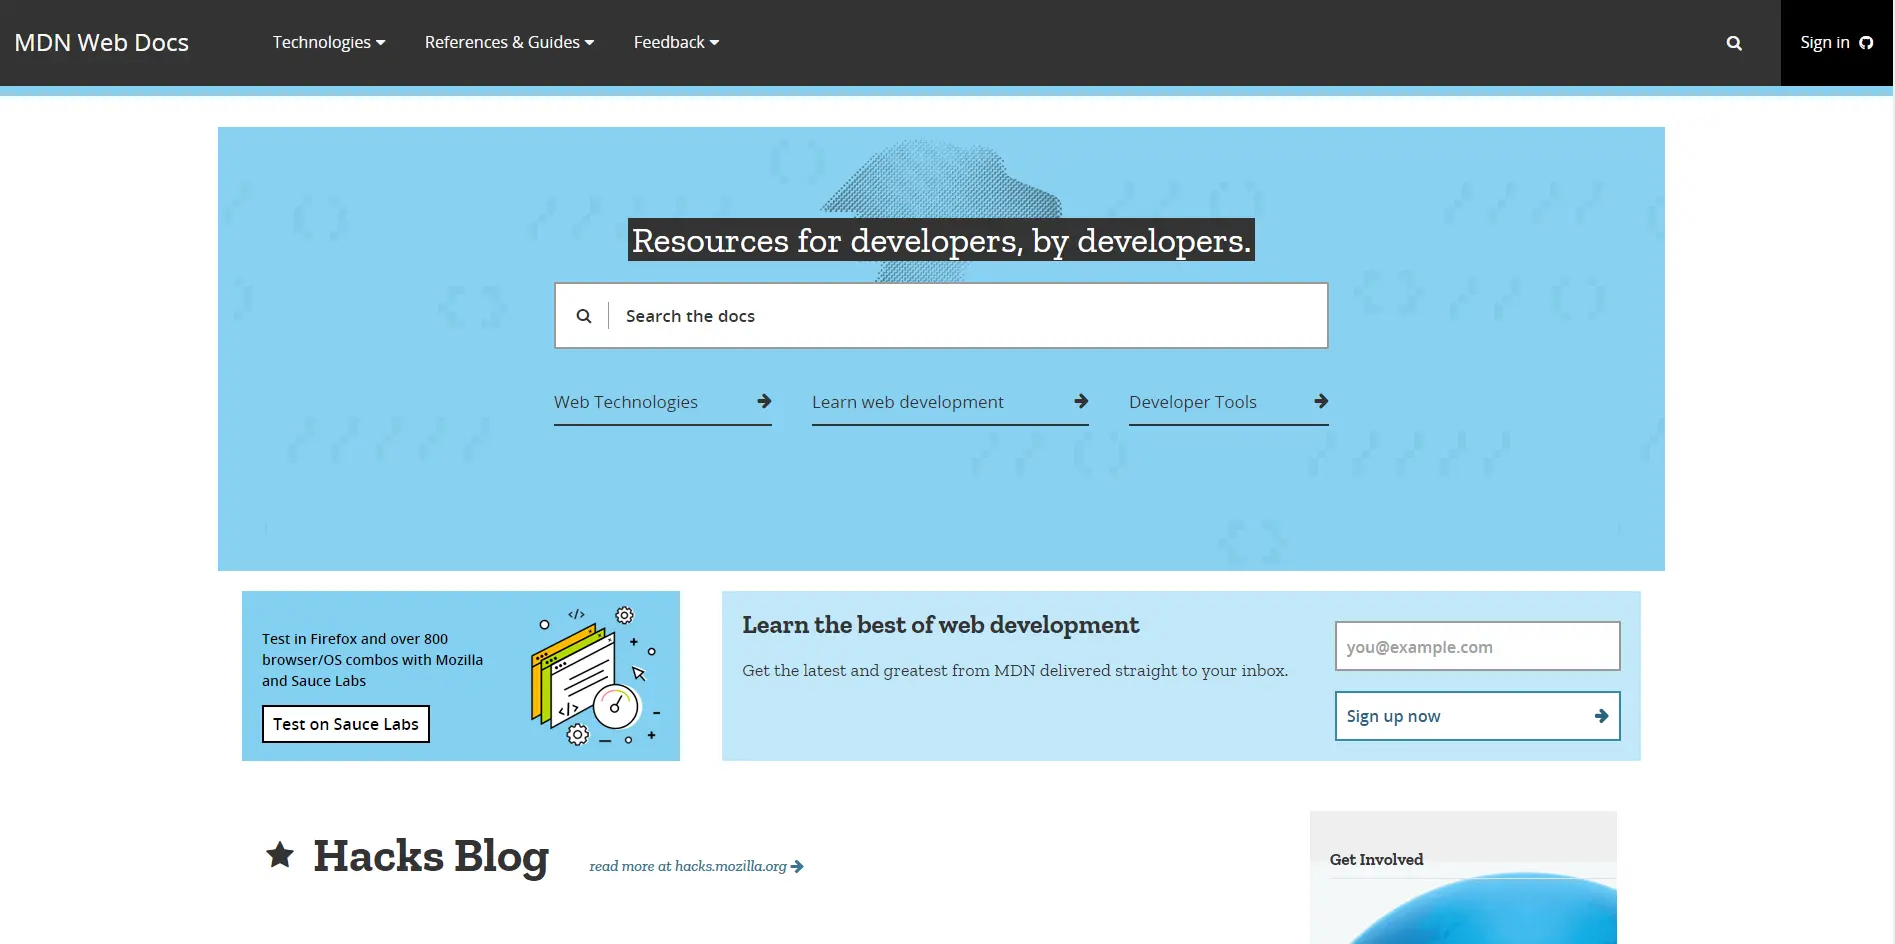 MDN Web Docs
Technologies
References & Guides
Feedback
Sign in
Resources for developers, by developers.
Search the docs
Web Technologies
Learn web development
Developer Tools
Test in Firefox and over 800
browser/OS combos with Mozilla
and Sauce Labs
Test on Sauce Labs
</>
</>
Learn the best of web development
Get the latest and greatest from MDN delivered straight to your inbox.
you@example.com
Sign up now
Hacks Blog
read more at hacks.mozilla.org
Get Involved